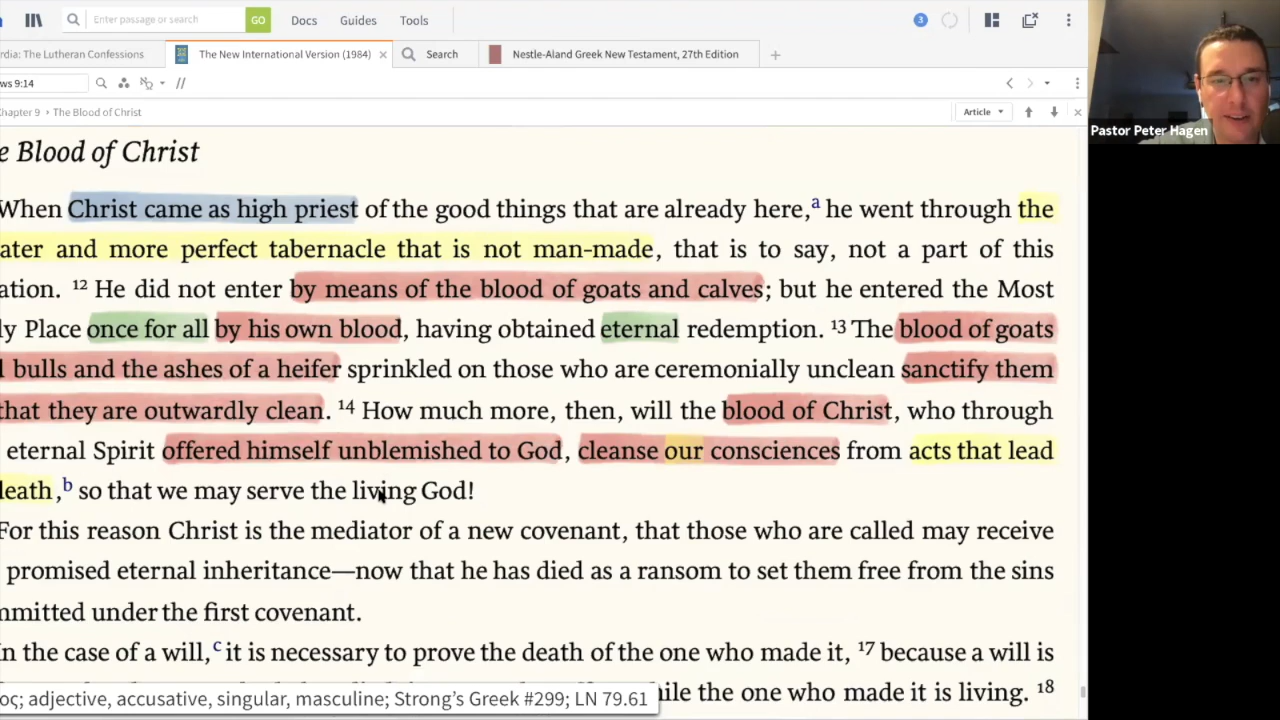 Enter passage or search GO Docs Guides Tools 3
rdia: The Lutheran Confessions The New International Version (1984) × Search Nestle-Aland Greek New Testament, 27th Edition +
ws 9:14 //
hapter 9 › The Blood of Christ Article
Pastor Peter Hagen
e Blood of Christ
When Christ came as high priest of the good things that are already here,a he went through the
ater and more perfect tabernacle that is not man-made, that is to say, not a part of this
ation. 12 He did not enter by means of the blood of goats and calves; but he entered the Most
ly Place once for all by his own blood, having obtained eternal redemption. 13 The blood of goats
bulls and the ashes of a heifer sprinkled on those who are ceremonially unclean sanctify them
that they are outwardly clean. 14 How much more, then, will the blood of Christ, who through
eternal Spirit offered himself unblemished to God, cleanse our consciences from acts that lead
death,b so that we may serve the living God!
For this reason Christ is the mediator of a new covenant, that those who are called may receive
promised eternal inheritance—now that he has died as a ransom to set them free from the sins
mmitted under the first covenant.
In the case of a will,c it is necessary to prove the death of the one who made it, 17 because a will is
ος; adjective, accusative, singular, masculine; Strong's Greek #299; LN 79.61
hile the one who made it is living. 18